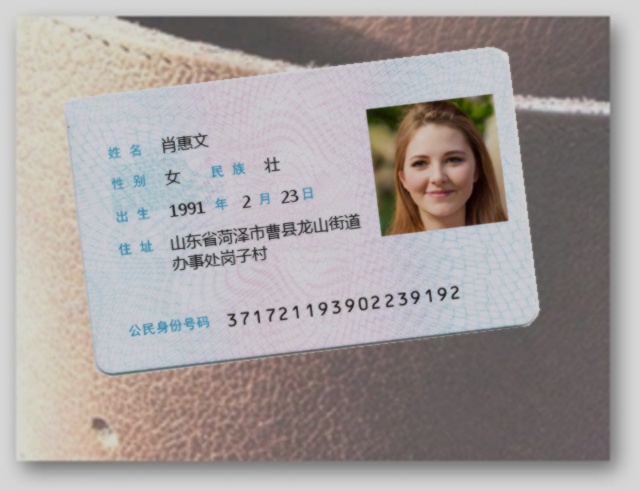 姓名 肖惠文
性别 女 民族 壮
出生 1991 年 2 月 23 日
住址 山东省菏泽市曹县龙山街道
办事处岗子村
公民身份号码 371721193902239192